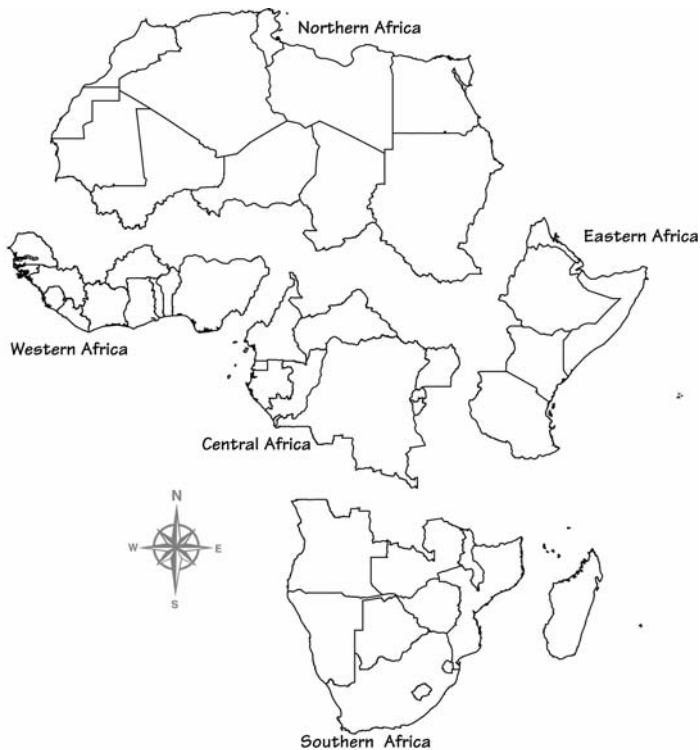 Northern Africa
Eastern Africa
Western Africa
Central Africa
N
W
E
S
Southern Africa